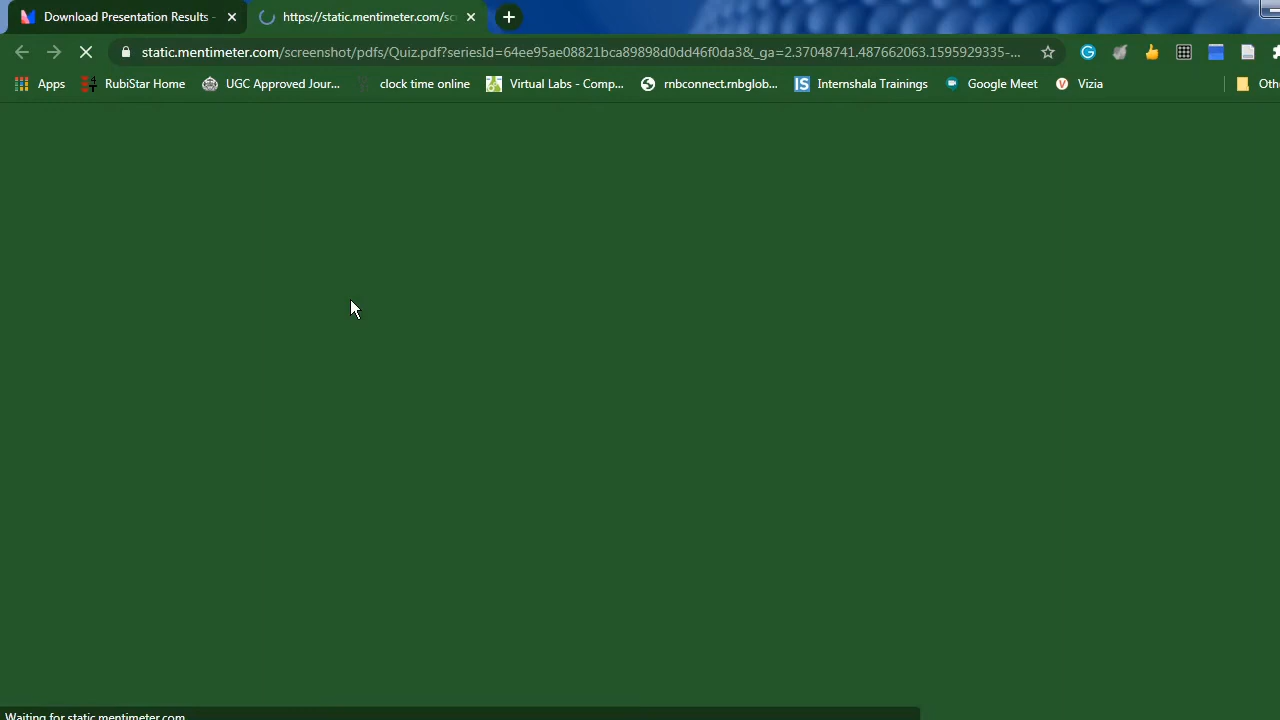 Download Presentation Results -
https://static.mentimeter.com/sc
static.mentimeter.com/screenshot/pdfs/Quiz.pdf?seriesId=64ee95ae08821bca89898d0dd46f0da3&_ga=2.37048741.487662063.1595929335-...
Apps
RubiStar Home
UGC Approved Jour...
clock time online
Virtual Labs - Comp...
rnbconnect.rnbglob...
IS
Internshala Trainings
Google Meet
V
Vizia
Oth
Waiting for static.mentimeter.com